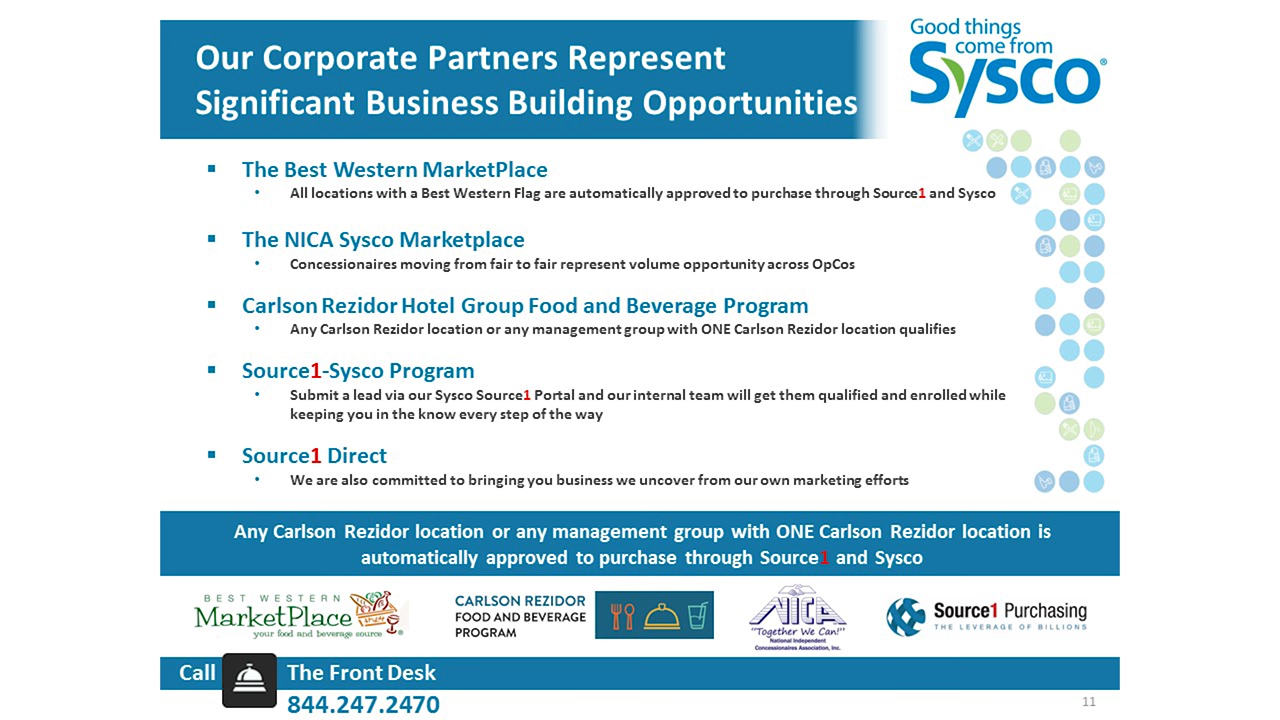 Our Corporate Partners Represent
Significant Business Building Opportunities
Good things
come from
Sysco®
The Best Western MarketPlace
All locations with a Best Western Flag are automatically approved to purchase through Source1 and Sysco
The NICA Sysco Marketplace
Concessionaires moving from fair to fair represent volume opportunity across OpCos
Carlson Rezidor Hotel Group Food and Beverage Program
Any Carlson Rezidor location or any management group with ONE Carlson Rezidor location qualifies
Source1-Sysco Program
Submit a lead via our Sysco Source1 Portal and our internal team will get them qualified and enrolled while
keeping you in the know every step of the way
Source1 Direct
We are also committed to bringing you business we uncover from our own marketing efforts
Any Carlson Rezidor location or any management group with ONE Carlson Rezidor location is
automatically approved to purchase through Source1 and Sysco
BEST WESTERN
MarketPlace
your food and beverage source®
CARLSON REZIDOR
FOOD AND BEVERAGE
PROGRAM
NICA
"Together We Can!"
National Independent
Concessionaires Association, Inc.
Source1 Purchasing
THE LEVERAGE OF BILLIONS
Call The Front Desk
844.247.2470
11